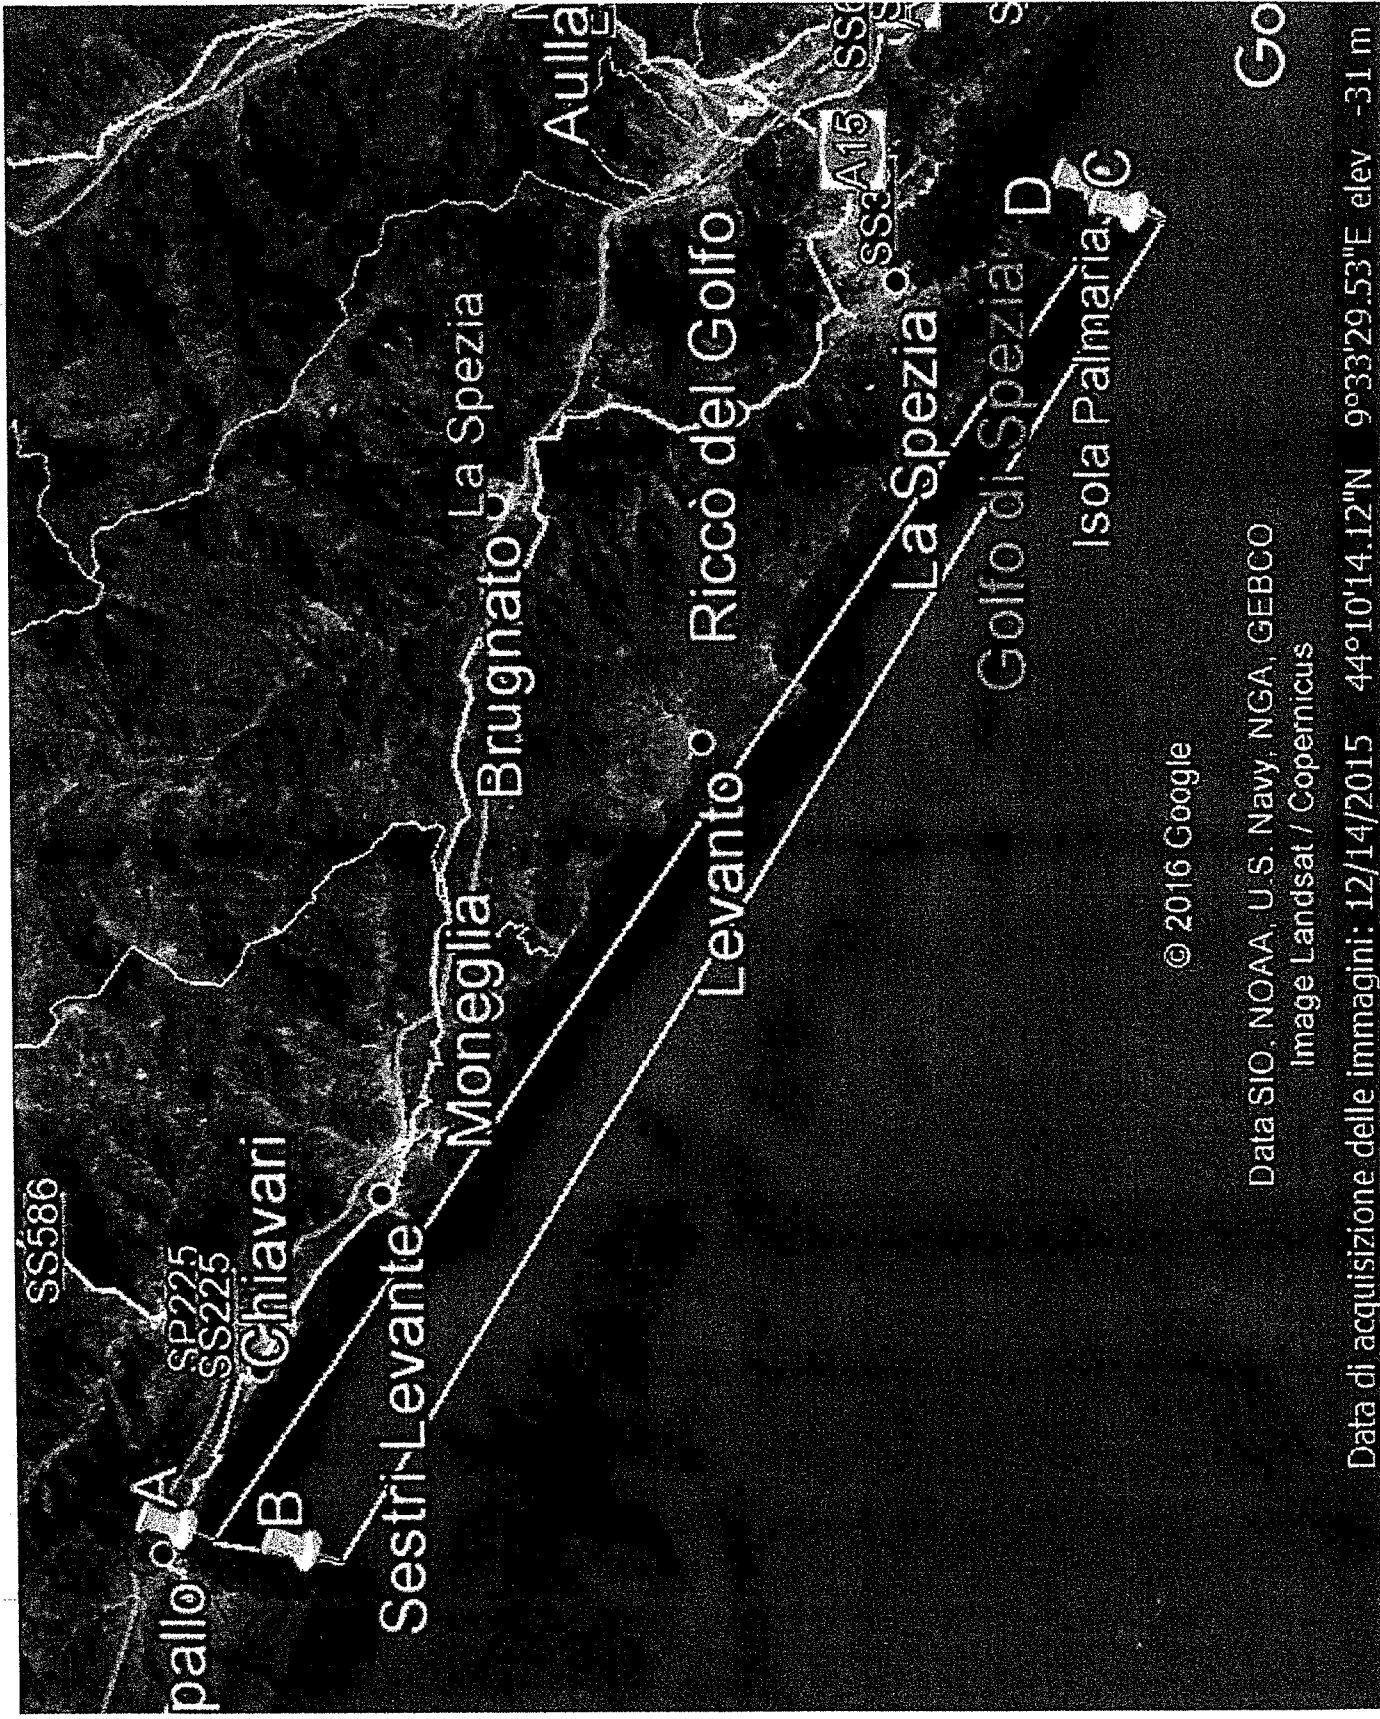 SS586
SP225
SS225
Chiavari
A
pallo
B
Sestri Levante
Moneglia
Brugnato
La Spezia
Aulla
Levanto
Riccò del Golfo
A15
SS3
La Spezia
Golfo di Spezia
D
C
Isola Palmaria
Go
© 2016 Google
Data SIO, NOAA, U.S. Navy, NGA, GEBCO
Image Landsat / Copernicus
Data di acquisizione delle immagini: 12/14/2015 44°10'14.12"N 9°33'29.53"E elev -31 m